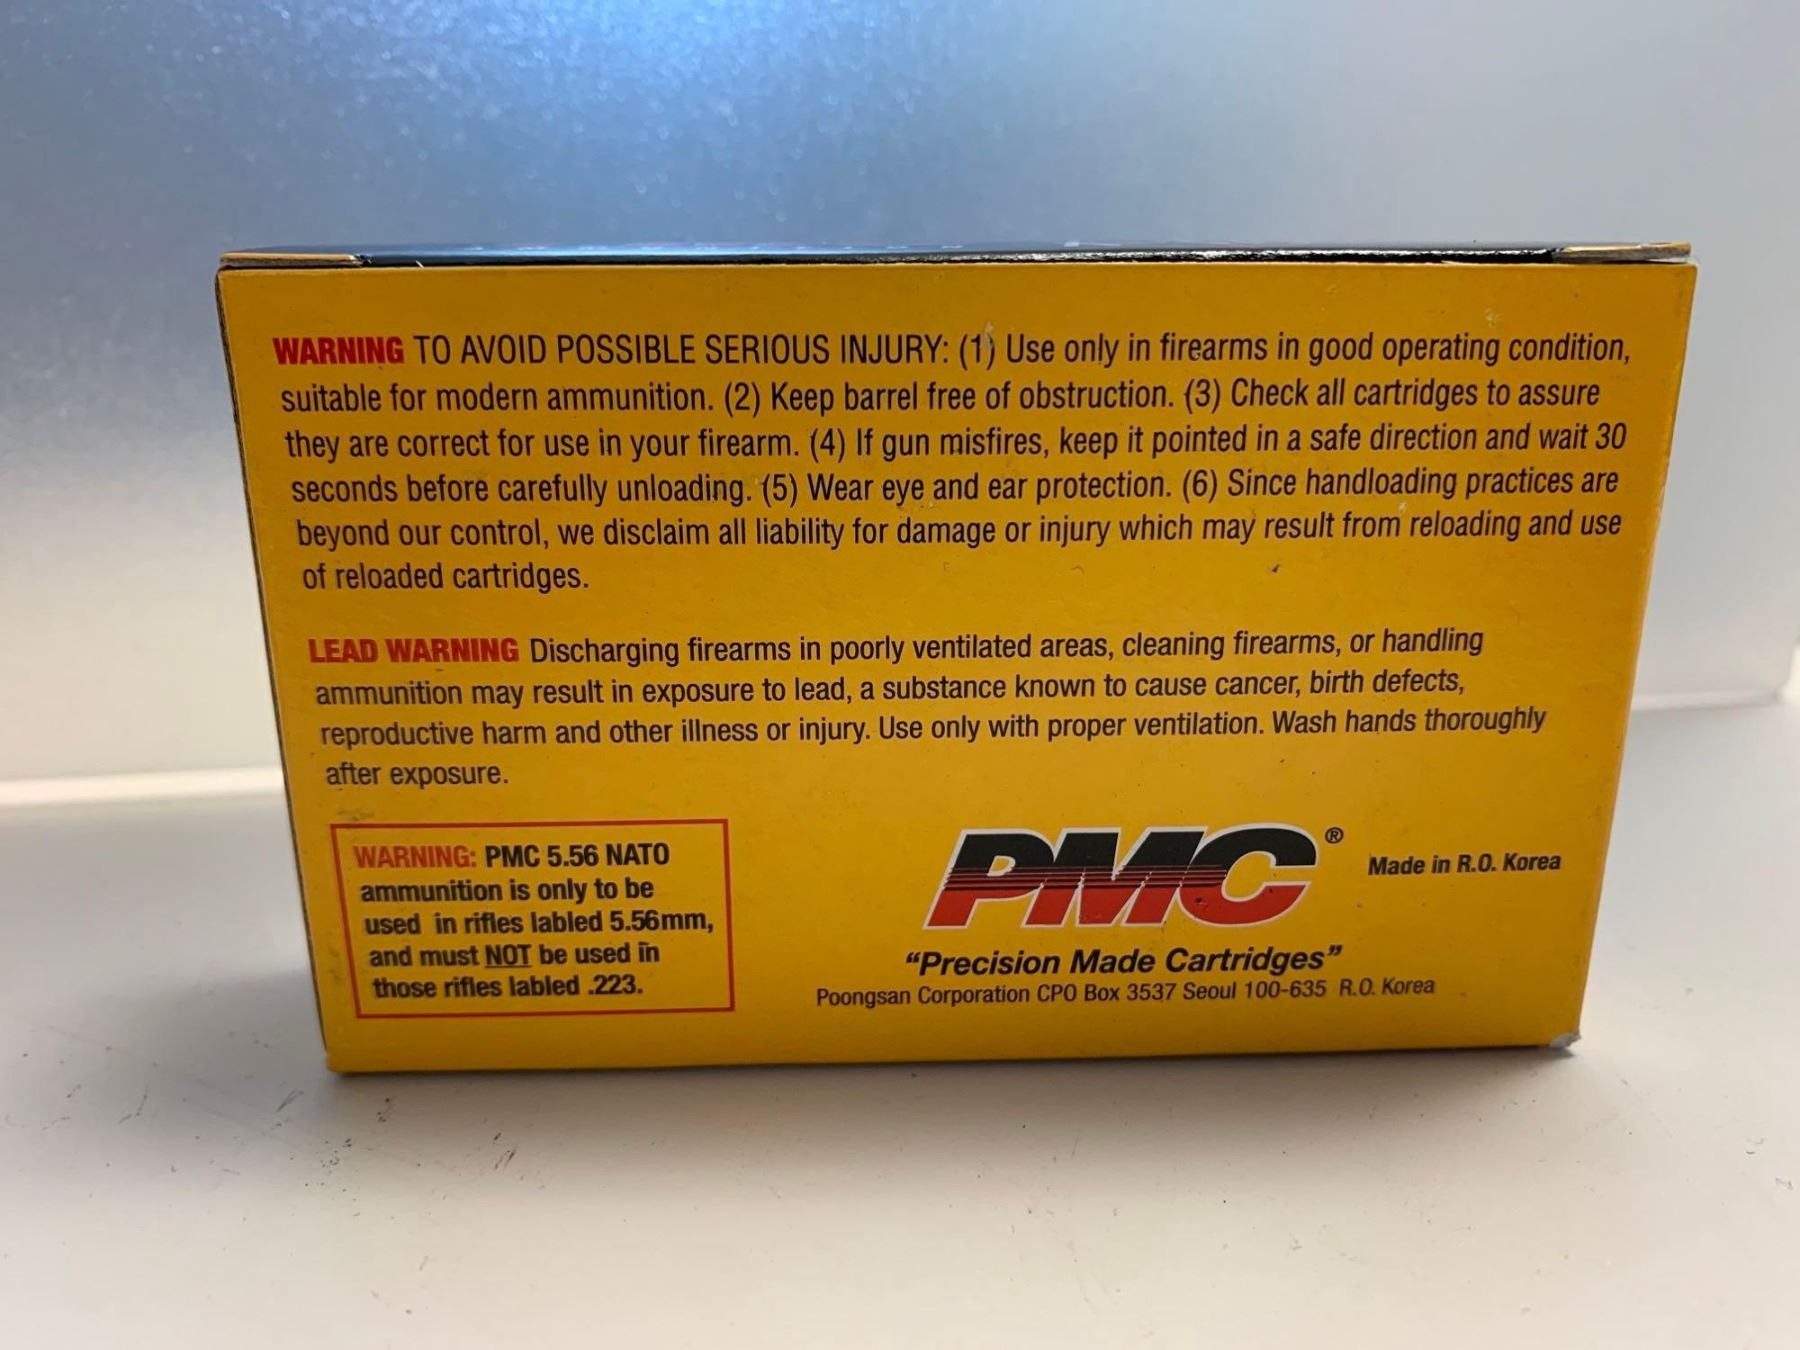 WARNING TO AVOID POSSIBLE SERIOUS INJURY: (1) Use only in firearms in good operating condition,
suitable for modern ammunition. (2) Keep barrel free of obstruction. (3) Check all cartridges to assure
they are correct for use in your firearm. (4) If gun misfires, keep it pointed in a safe direction and wait 30
seconds before carefully unloading. (5) Wear eye and ear protection. (6) Since handloading practices are
beyond our control, we disclaim all liability for damage or injury which may result from reloading and use
of reloaded cartridges.
LEAD WARNING Discharging firearms in poorly ventilated areas, cleaning firearms, or handling
ammunition may result in exposure to lead, a substance known to cause cancer, birth defects,
reproductive harm and other illness or injury. Use only with proper ventilation. Wash hands thoroughly
after exposure.
WARNING: PMC 5.56 NATO
ammunition is only to be
used in rifles labled 5.56mm,
and must NOT be used in
those rifles labled .223.
PMC®
Made in R.O. Korea
“Precision Made Cartridges”
Poongsan Corporation CPO Box 3537 Seoul 100-635 R.O. Korea